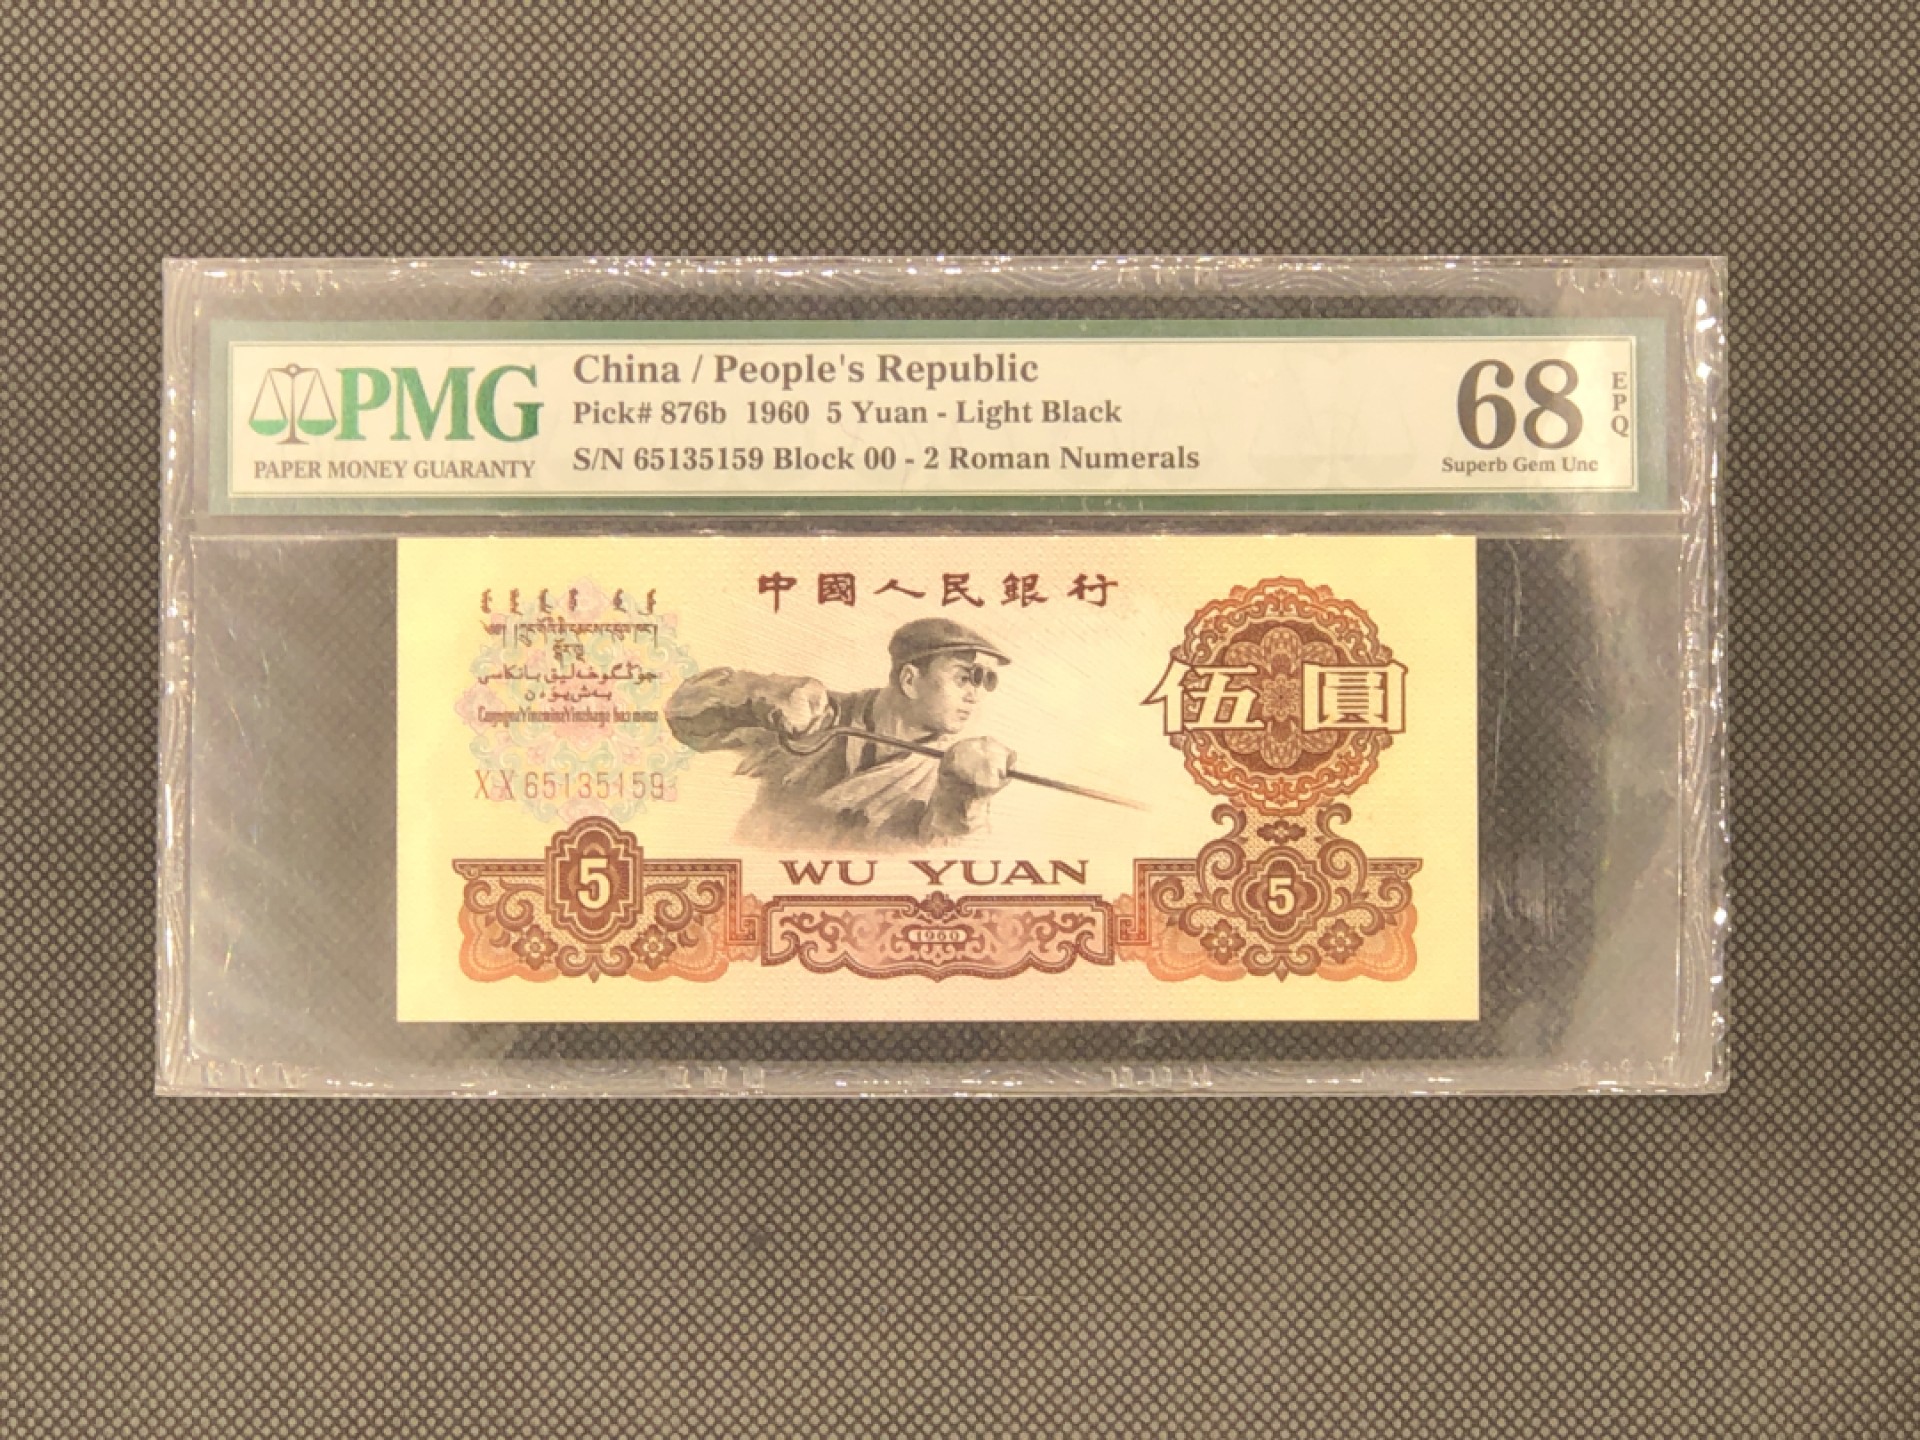 PMG
PAPER MONEY GUARANTY
China / People's Republic
Pick# 876b 1960 5 Yuan - Light Black
S/N 65135159 Block 00 - 2 Roman Numerals
68
EPQ
Superb Gem Unc
中國人民銀行
伍圓
X X 65135159
5
WU YUAN
1960
5